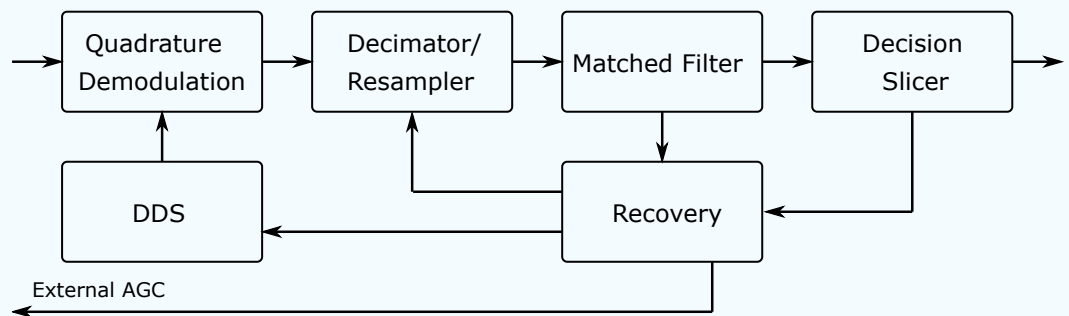 Quadrature
Demodulation
Decimator/
Resampler
Matched Filter
Decision
Slicer
DDS
Recovery
External AGC